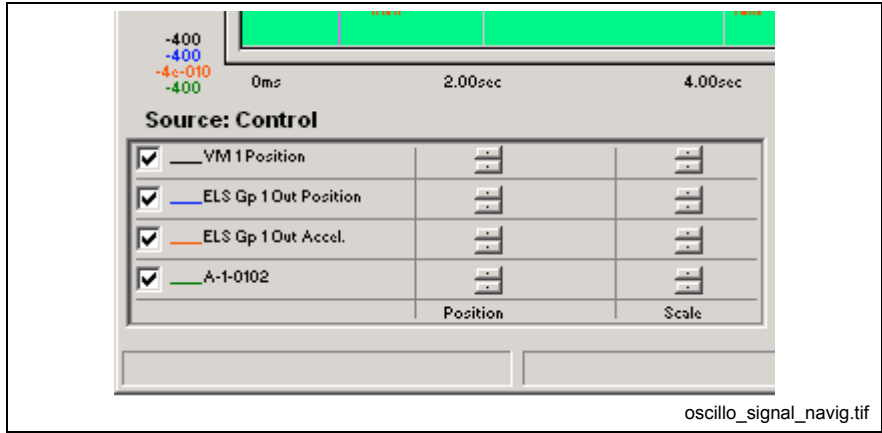 -400
-400
-4e-010
-400
0ms 2.00sec 4.00sec
Source: Control
VM 1 Position
ELS Gp 1 Out Position
ELS Gp 1 Out Accel.
A-1-0102
Position Scale
oscillo_signal_navig.tif